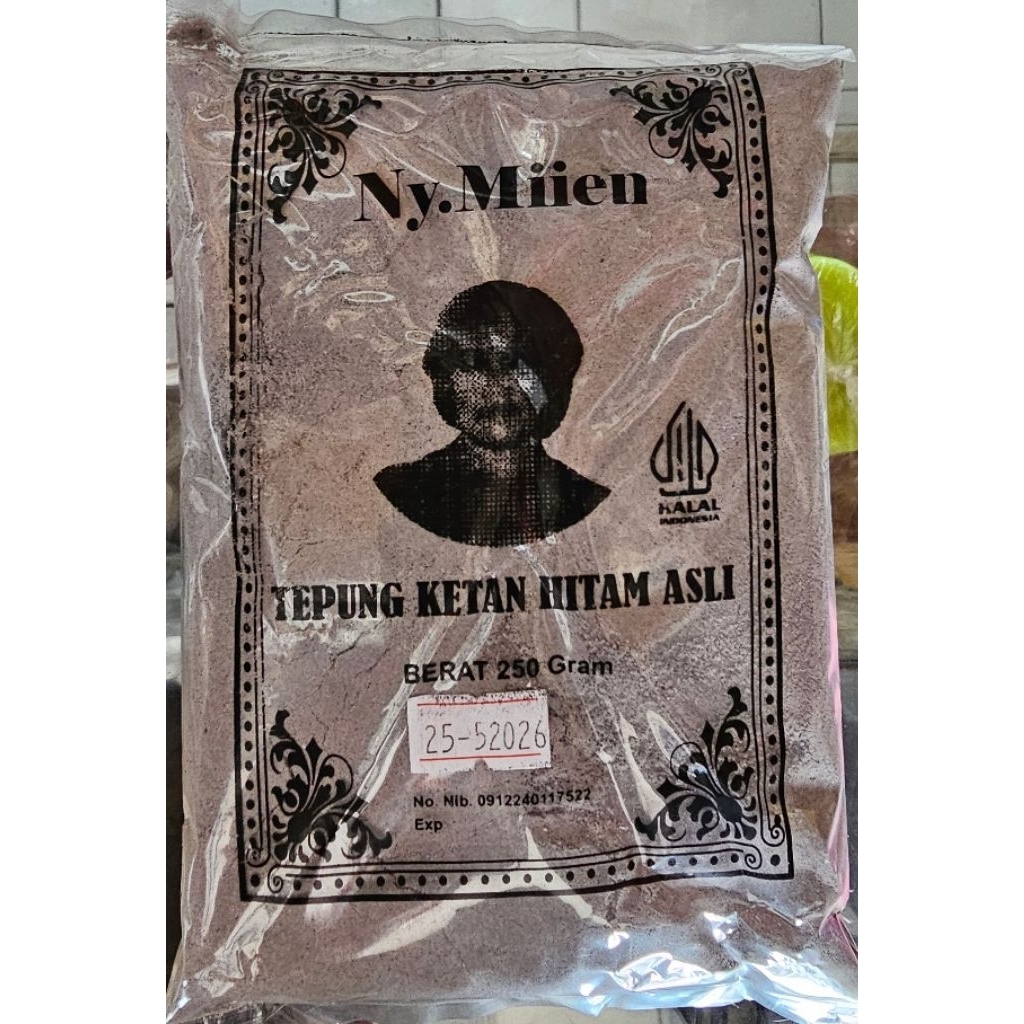 Ny.Miien
HALAL
INDONESIA
TEPUNG KETAN HITAM ASLI
BERAT 250 Gram
25-52026
No. Nib. 0912240117522
Exp